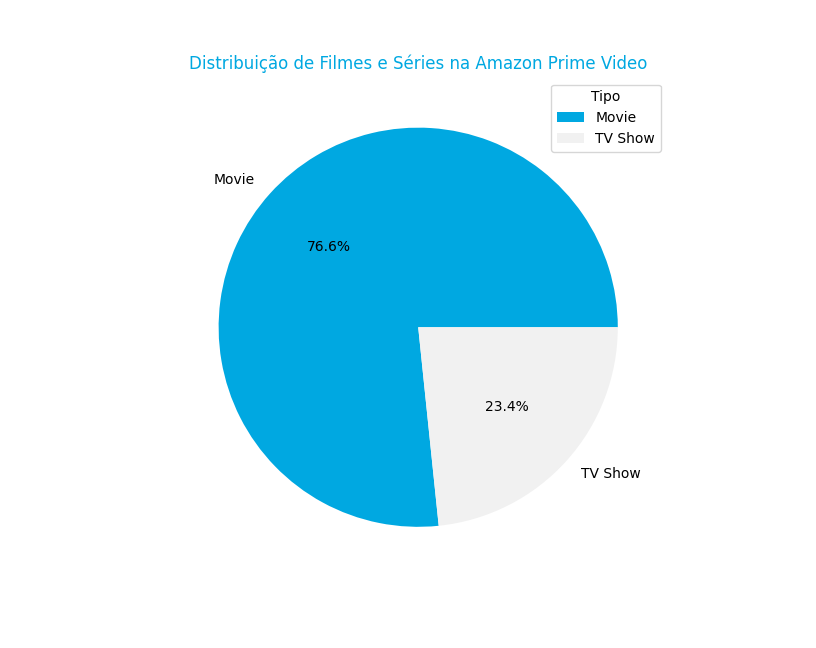 Distribuição de Filmes e Séries na Amazon Prime Video
Tipo
Movie
TV Show
Movie
76.6%
23.4%
TV Show